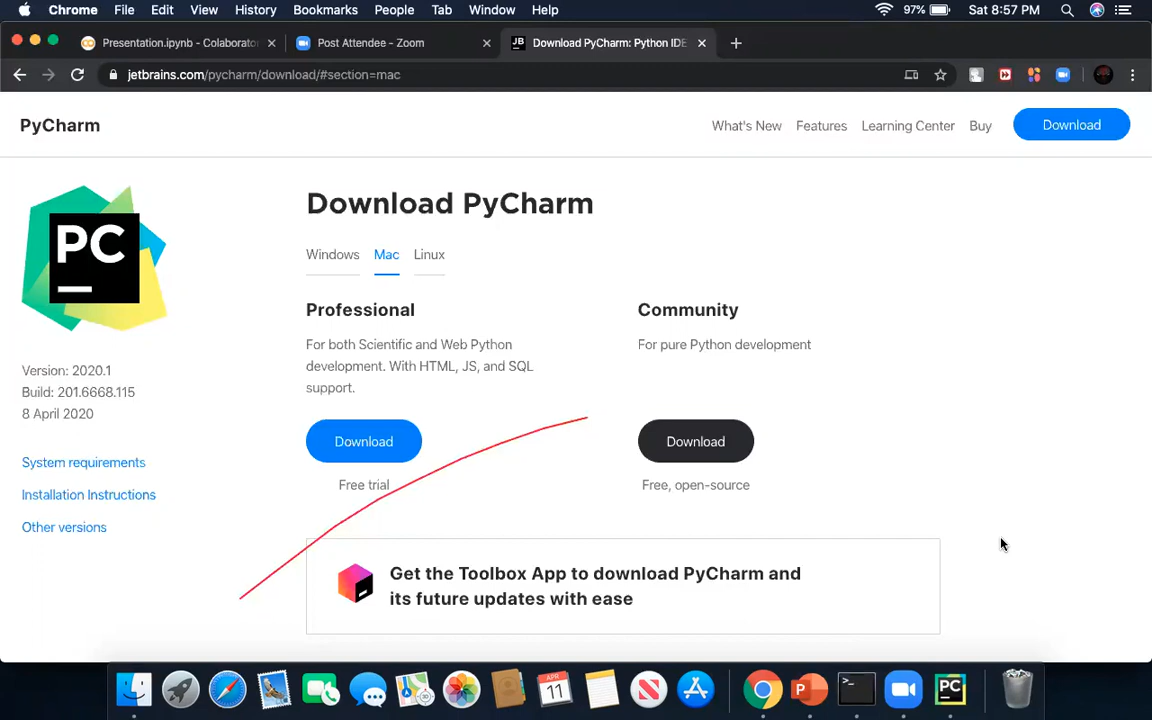 Chrome File Edit View History Bookmarks People Tab Window Help 97% Sat 8:57 PM
Presentation.ipynb - Colaborato Post Attendee - Zoom JB Download PyCharm: Python IDE
jetbrains.com/pycharm/download/#section=mac
PyCharm What's New Features Learning Center Buy Download
PC
Download PyCharm
Windows Mac Linux
Professional Community
For both Scientific and Web Python For pure Python development
development. With HTML, JS, and SQL
support.
Version: 2020.1
Build: 201.6668.115
8 April 2020
Download Download
Free trial Free, open-source
System requirements
Installation Instructions
Other versions
Get the Toolbox App to download PyCharm and
its future updates with ease
APR
11
PC